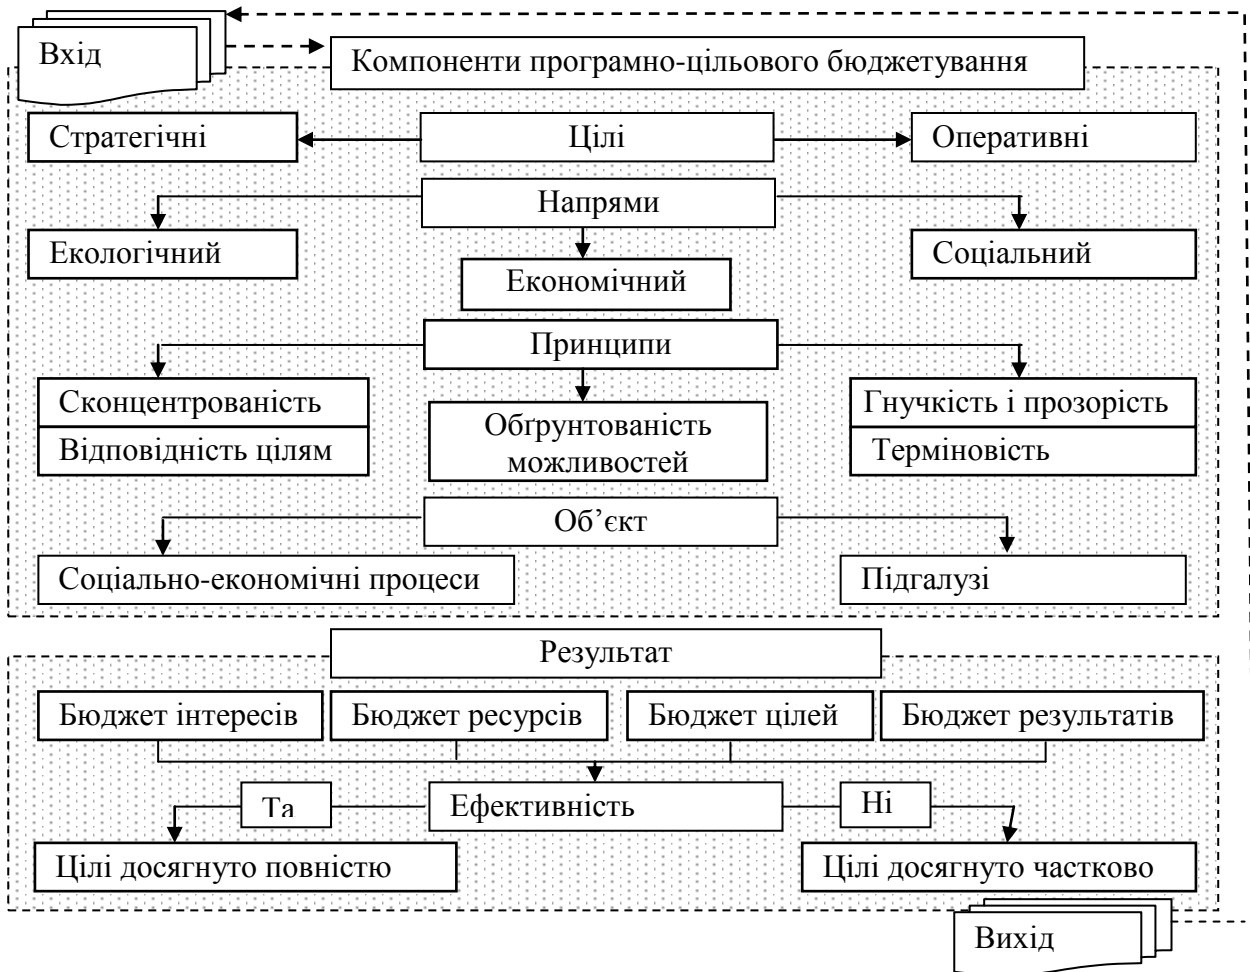 Вхід
Компоненти програмно-цільового бюджетування
Стратегічні
Цілі
Оперативні
Напрями
Екологічний
Соціальний
Економічний
Принципи
Сконцентрованість
Гнучкість і прозорість
Обґрунтованість
можливостей
Відповідність цілям
Терміновість
Об’єкт
Соціально-економічні процеси
Підгалузі
Результат
Бюджет інтересів
Бюджет ресурсів
Бюджет цілей
Бюджет результатів
Та
Ефективність
Ні
Цілі досягнуто повністю
Цілі досягнуто частково
Вихід